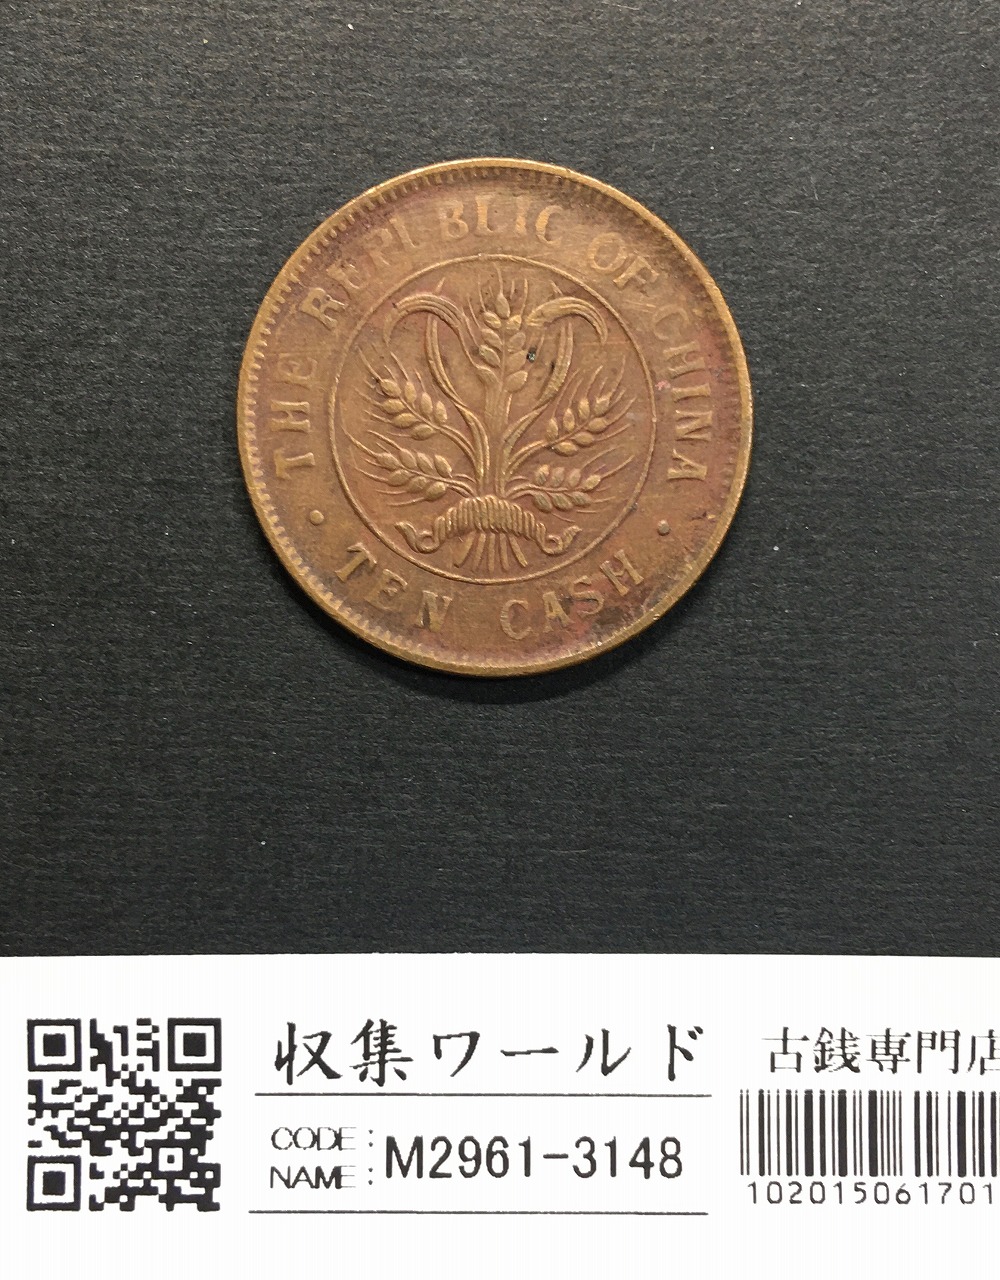 THE REPUBLIC OF CHINA
TEN CASH
収集ワールド
古銭専門店
CODE:
NAME:
M2961-3148
102015061701